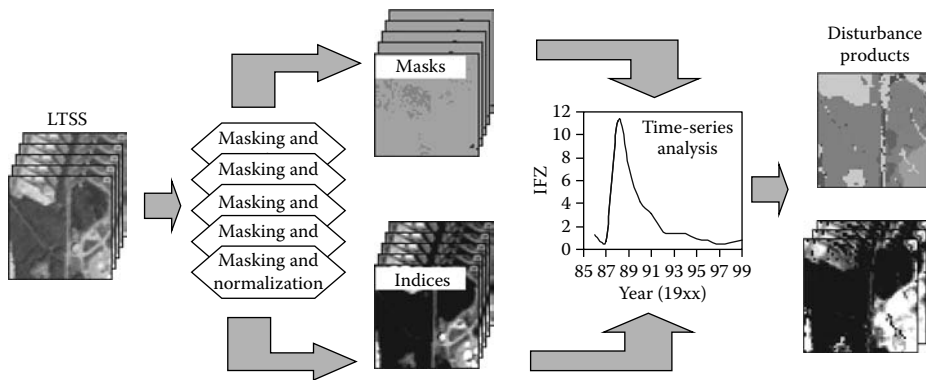 LTSS
Masking and
Masking and
Masking and
Masking and
Masking and
normalization
Masks
Indices
12
10
8
6
4
2
0
IFZ
Time-series
analysis
85 87 89 91 93 95 97 99
Year (19xx)
Disturbance
products